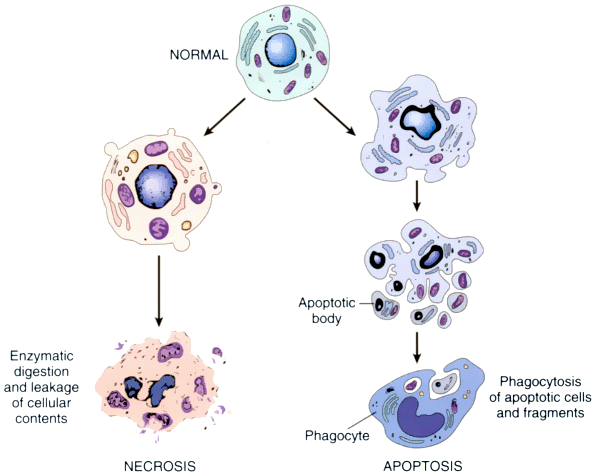 NORMAL
Apoptotic
body
Enzymatic
digestion
and leakage
of cellular
contents
Phagocytosis
of apoptotic cells
and fragments
Phagocyte
NECROSIS
APOPTOSIS